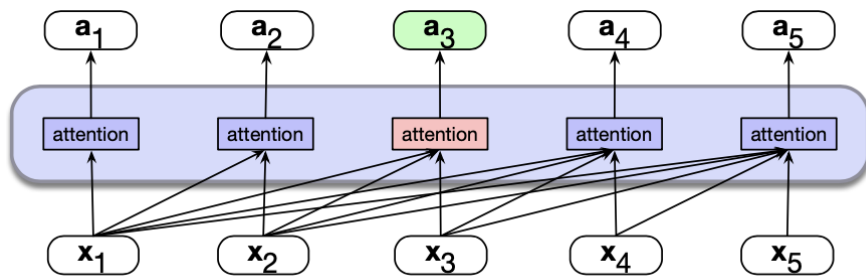 a1 a2 a3 a4 a5
attention attention attention attention attention
x1 x2 x3 x4 x5